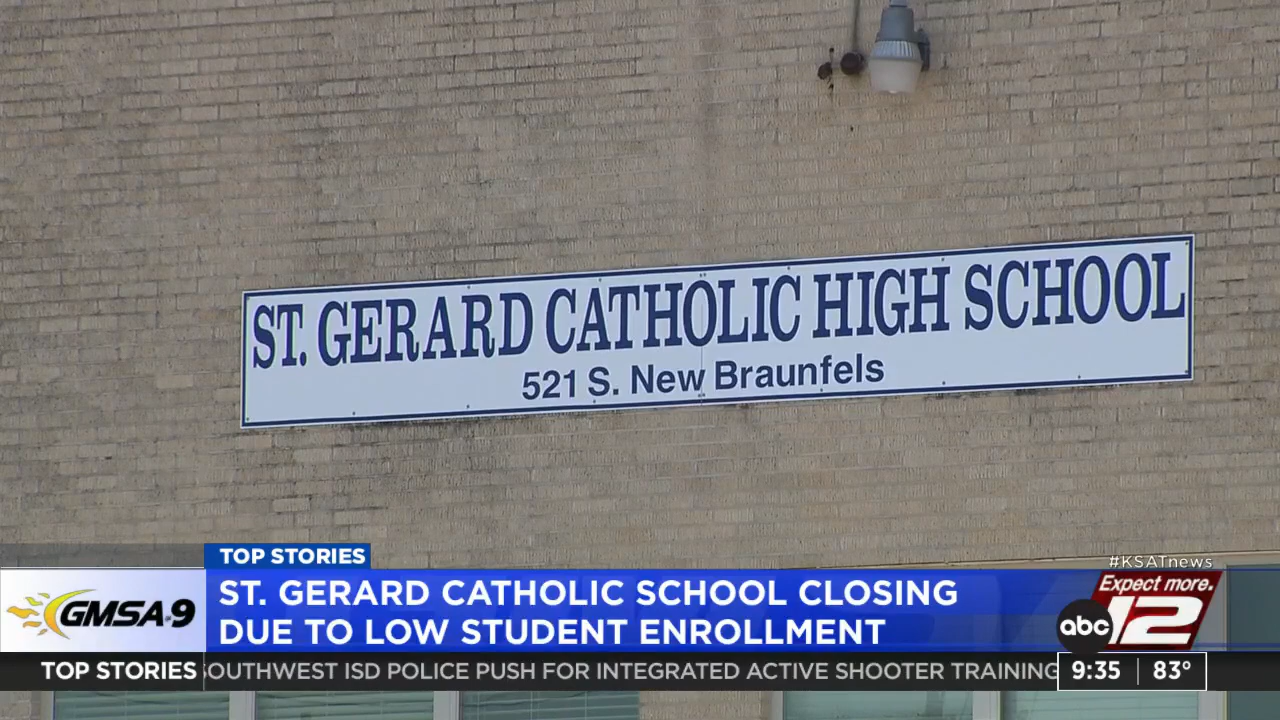 ST. GERARD CATHOLIC HIGH SCHOOL
521 S. New Braunfels
TOP STORIES
#KSATnews
GMSA@9
ST. GERARD CATHOLIC SCHOOL CLOSING
DUE TO LOW STUDENT ENROLLMENT
Expect more.
abc 12
TOP STORIES SOUTHWEST ISD POLICE PUSH FOR INTEGRATED ACTIVE SHOOTER TRAINING 9:35 83°